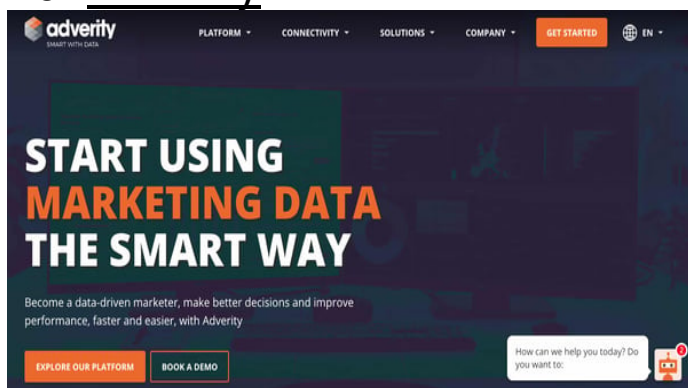 adverity
SMART WITH DATA
PLATFORM
CONNECTIVITY
SOLUTIONS
COMPANY
GET STARTED
EN
START USING
MARKETING DATA
THE SMART WAY
Become a data-driven marketer, make better decisions and improve
performance, faster and easier, with Adverity
EXPLORE OUR PLATFORM
BOOK A DEMO
How can we help you today? Do
you want to:
2